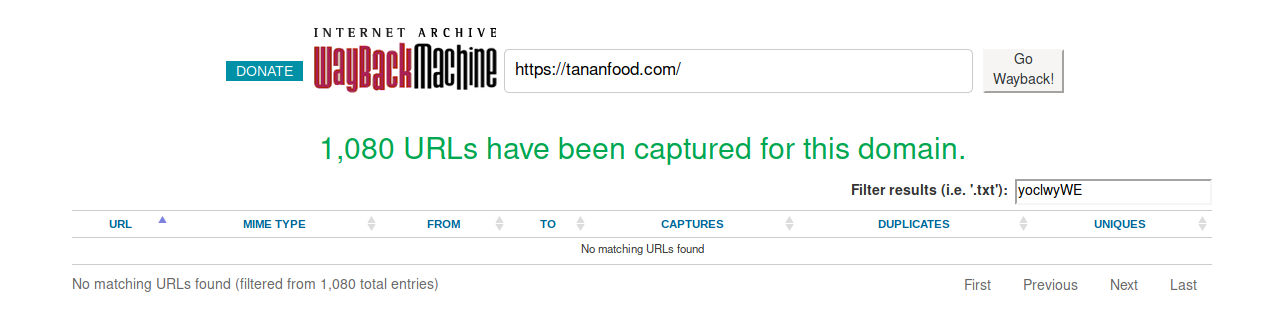 INTERNET ARCHIVE
DONATE WayBackMachine https://tananfood.com/ Go Wayback!
1,080 URLs have been captured for this domain.
Filter results (i.e. '.txt'): yoclwyWE
URL MIME TYPE FROM TO CAPTURES DUPLICATES UNIQUES
No matching URLs found
No matching URLs found (filtered from 1,080 total entries) First Previous Next Last